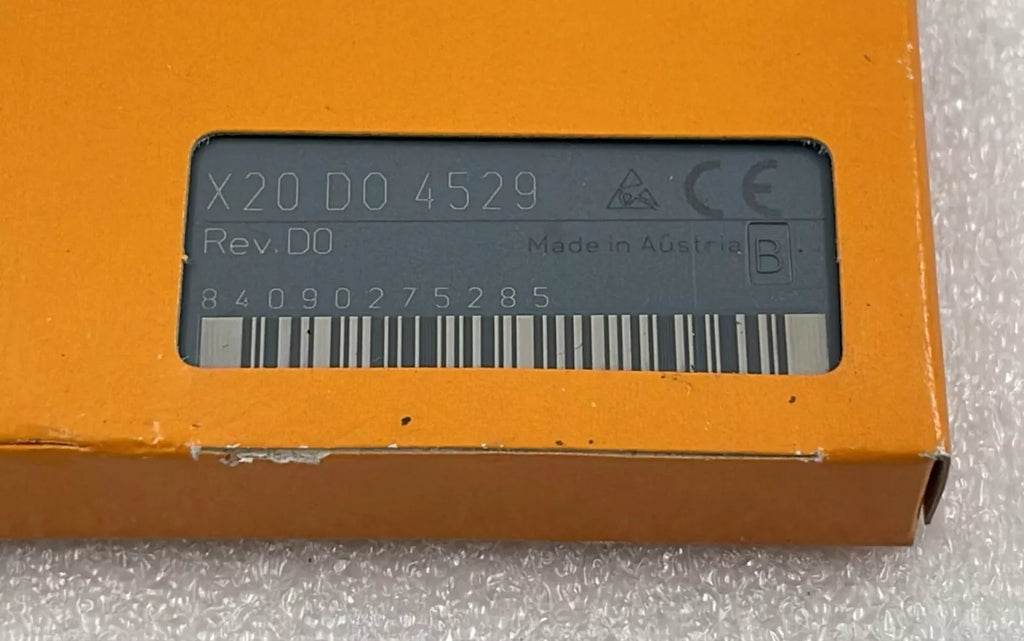 X20 DO 4529 CE
Rev. D0 Made in Austria B
84090275285